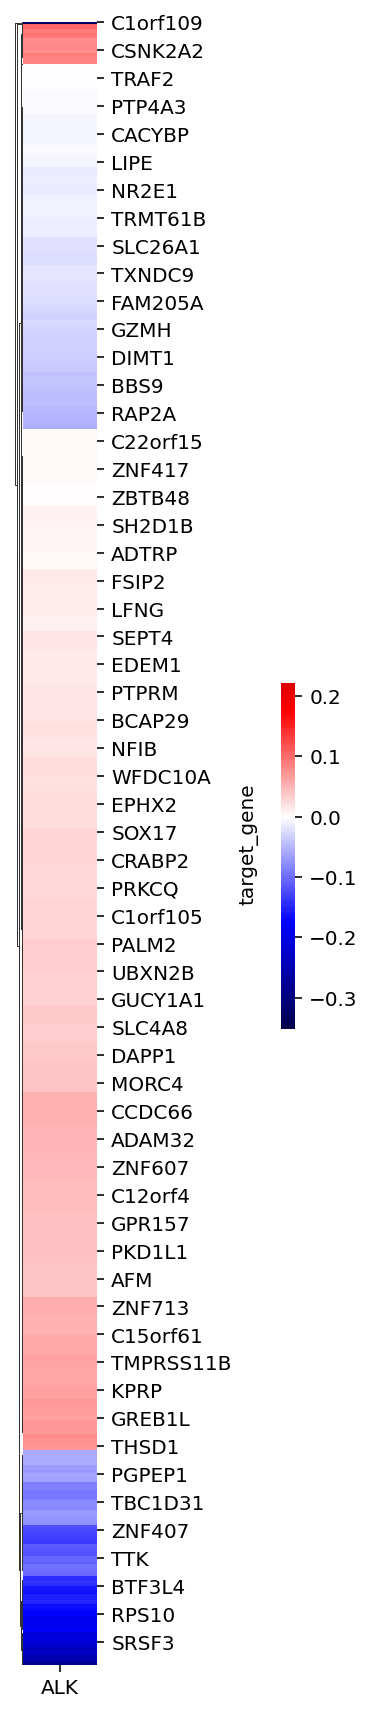 C1orf109
CSNK2A2
TRAF2
PTP4A3
CACYBP
LIPE
NR2E1
TRMT61B
SLC26A1
TXNDC9
FAM205A
GZMH
DIMT1
BBS9
RAP2A
C22orf15
ZNF417
ZBTB48
SH2D1B
ADTRP
FSIP2
LFNG
SEPT4
EDEM1
PTPRM
BCAP29
NFIB
WFDC10A
EPHX2
SOX17
CRABP2
PRKCQ
C1orf105
PALM2
UBXN2B
GUCY1A1
SLC4A8
DAPP1
MORC4
CCDC66
ADAM32
ZNF607
C12orf4
GPR157
PKD1L1
AFM
ZNF713
C15orf61
TMPRSS11B
KPRP
GREB1L
THSD1
PGPEP1
TBC1D31
ZNF407
TTK
BTF3L4
RPS10
SRSF3
ALK
target_gene
0.2
0.1
0.0
−0.1
−0.2
−0.3